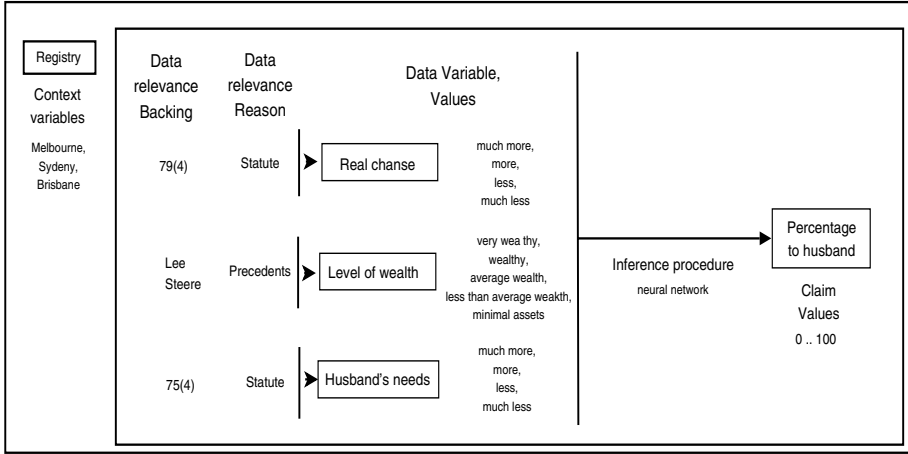 Registry
Context
variables
Melbourne,
Sydeny,
Brisbane
Data
relevance
Backing
Data
relevance
Reason
Data Variable,
Values
79(4)
Statute
Real chanse
much more,
more,
less,
much less
Lee
Steere
Precedents
Level of wealth
very wea thy,
wealthy,
average wealth,
less than average weakth,
minimal assets
75(4)
Statute
Husband's needs
much more,
more,
less,
much less
Inference procedure
neural network
Percentage
to husband
Claim
Values
0 .. 100